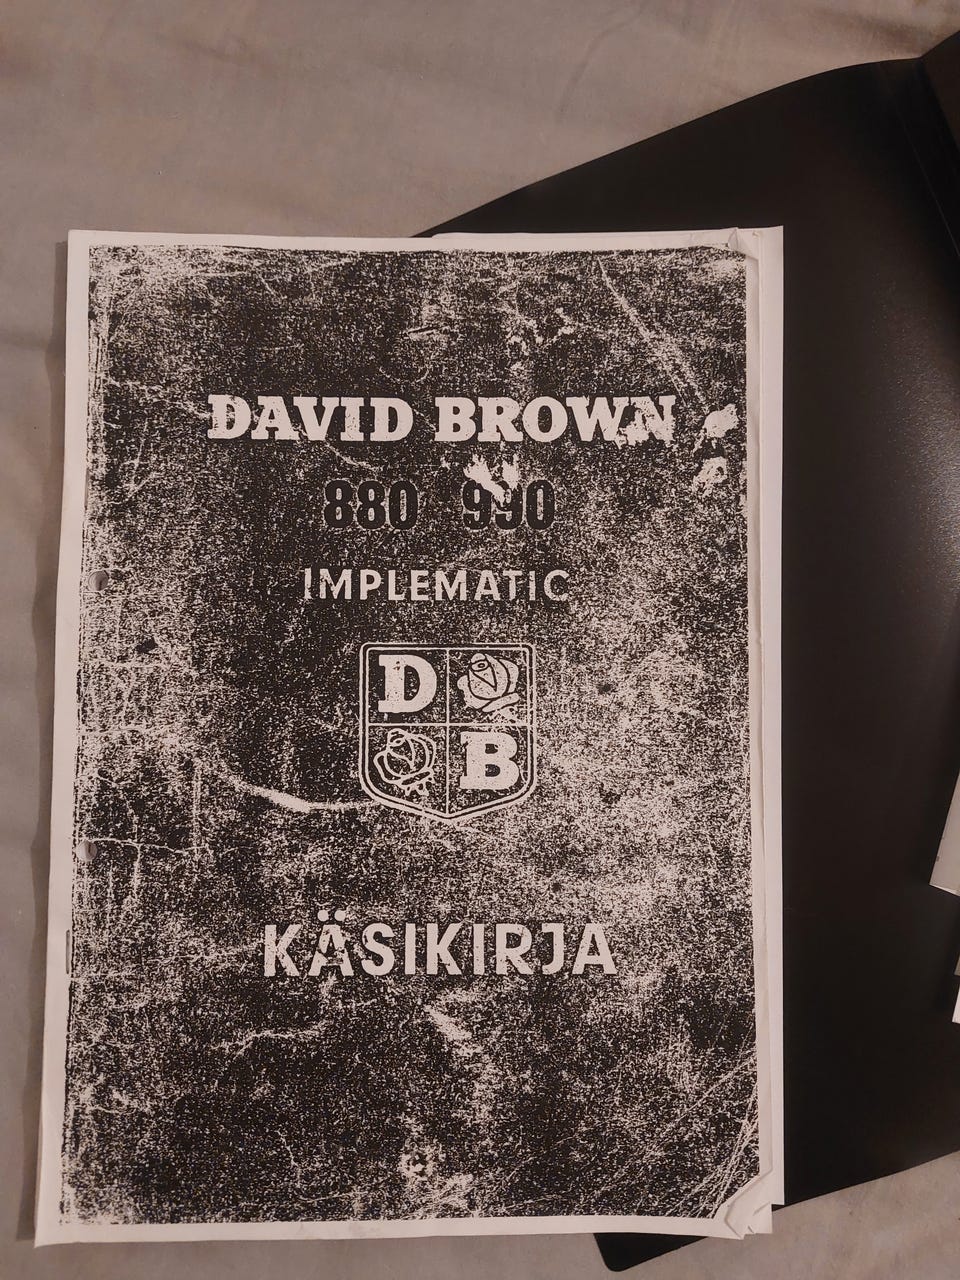 DAVID BROWN
880 990
IMPLEMATIC
D
B
KÄSIKIRJA